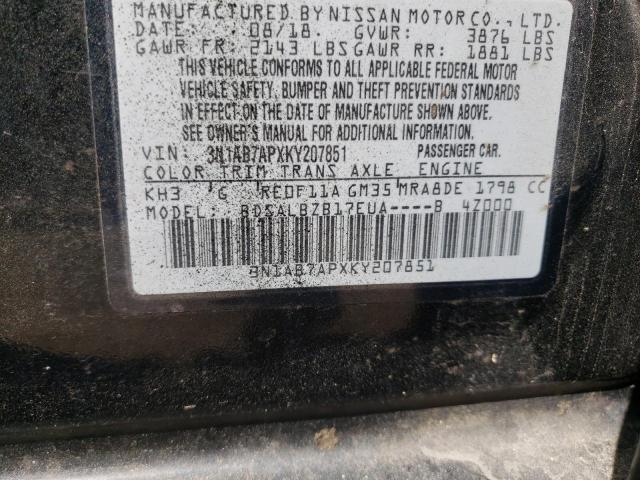 MANUFACTURED BY NISSAN MOTOR CO., LTD.
DATE: 08/18. GVWR: 3876 LBS
GAWR FR: 2143 LBS GAWR RR: 1881 LBS
THIS VEHICLE CONFORMS TO ALL APPLICABLE FEDERAL MOTOR
VEHICLE SAFETY, BUMPER AND THEFT PREVENTION STANDARDS
IN EFFECT ON THE DATE OF MANUFACTURE SHOWN ABOVE.
SEE OWNER'S MANUAL FOR ADDITIONAL INFORMATION.
VIN: 3N1AB7APXKY207851 PASSENGER CAR.
COLOR TRIM TRANS AXLE ENGINE
KH3 G RE0F11A GM35 MRA8DE 1798 CC
MODEL: BDSALBZB17EUA----B 4Z000
3N1AB7APXKY207851